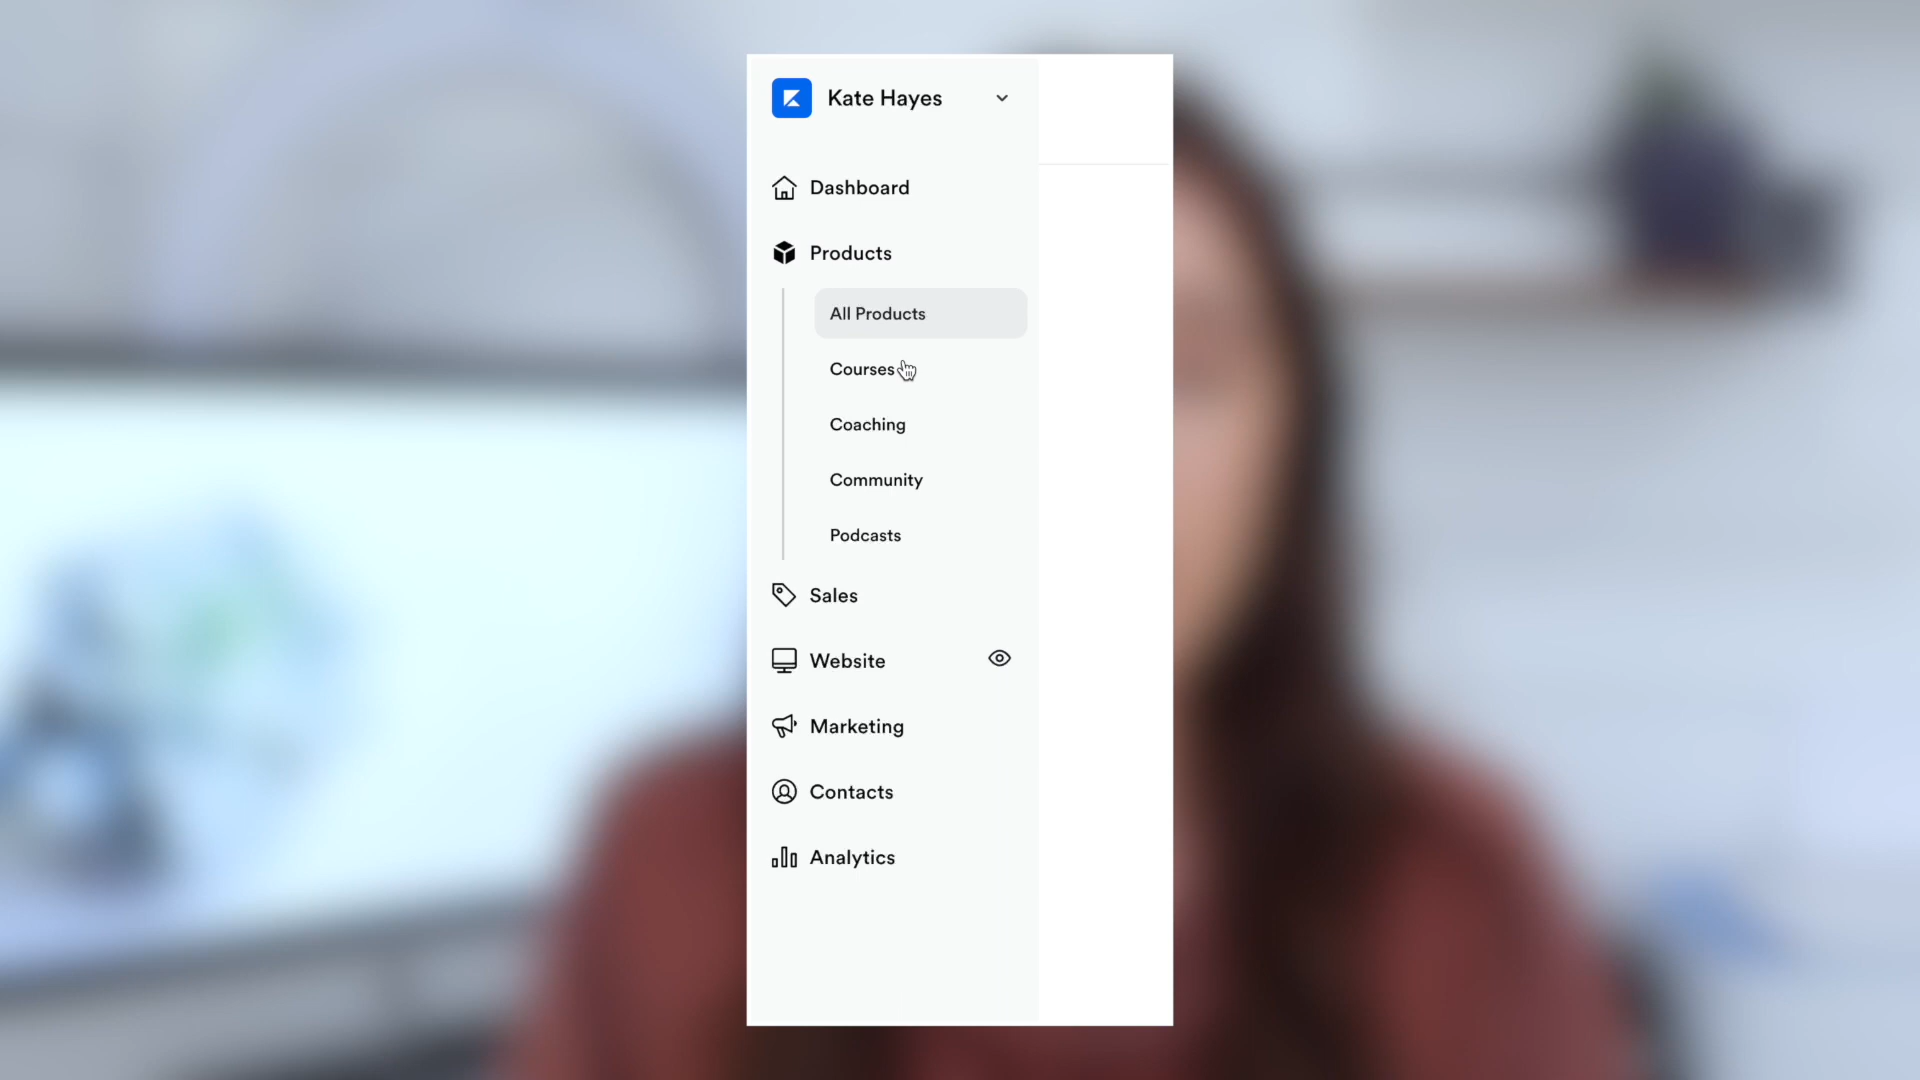 Kate Hayes
Dashboard
Products
All Products
Courses
Coaching
Community
Podcasts
Sales
Website
Marketing
Contacts
Analytics